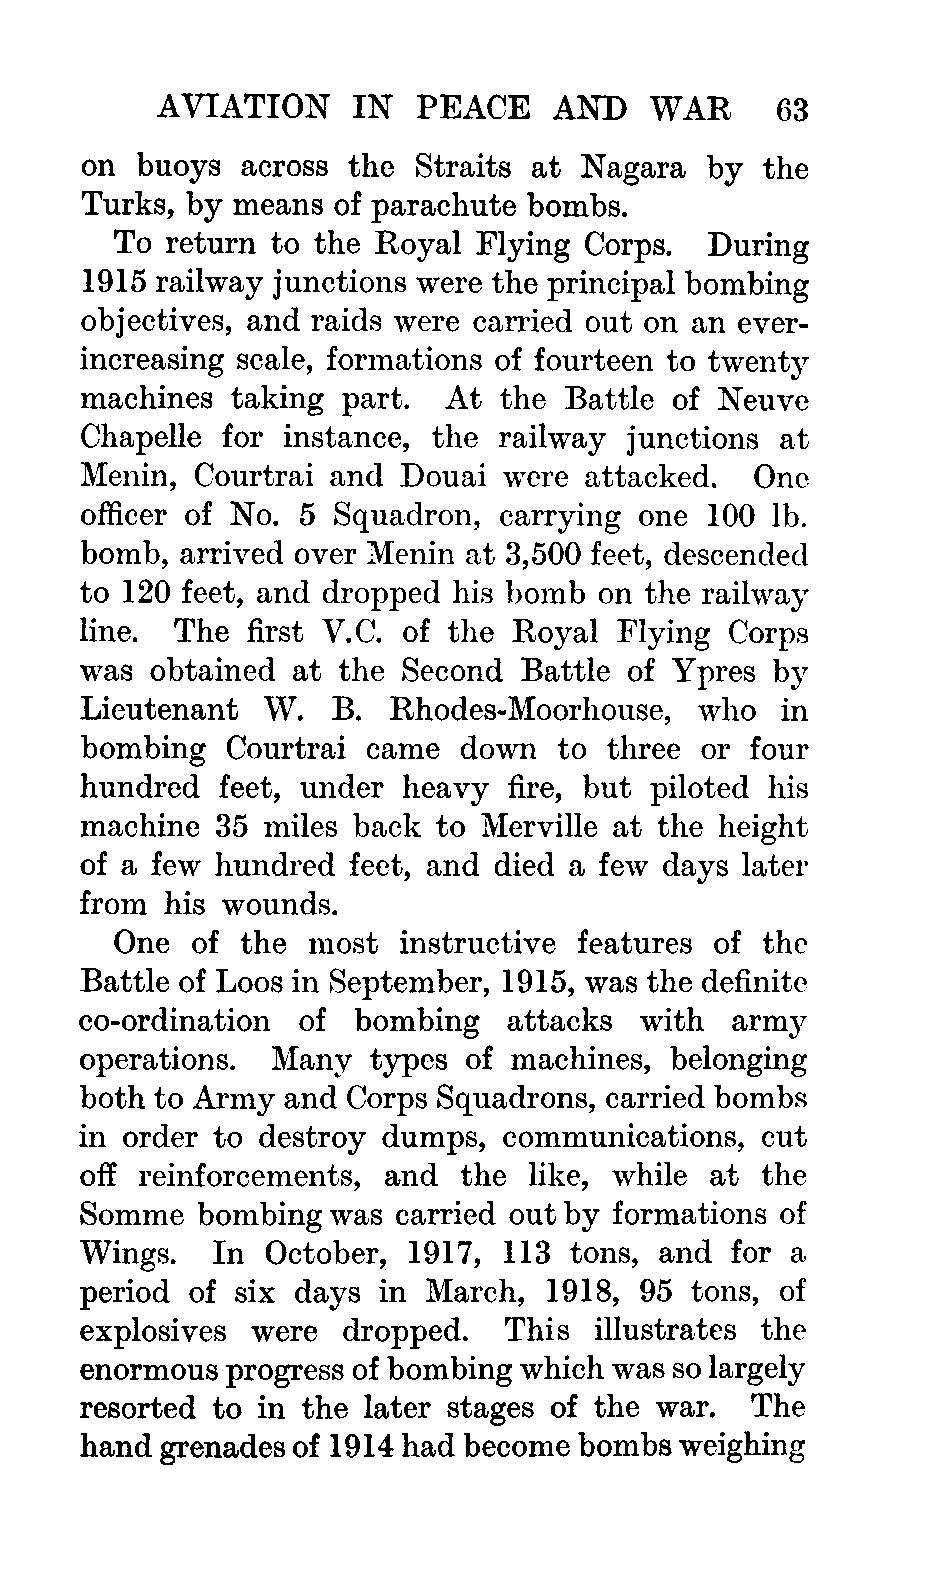 AVIATION IN PEACE AND WAR 63
on buoys across the Straits at Nagara by the
Turks, by means of parachute bombs.
To return to the Royal Flying Corps. During
1915 railway junctions were the principal bombing
objectives, and raids were carried out on an ever-
increasing scale, formations of fourteen to twenty
machines taking part. At the Battle of Neuve
Chapelle for instance, the railway junctions at
Menin, Courtrai and Douai were attacked. One
officer of No. 5 Squadron, carrying one 100 lb.
bomb, arrived over Menin at 3,500 feet, descended
to 120 feet, and dropped his bomb on the railway
line. The first V.C. of the Royal Flying Corps
was obtained at the Second Battle of Ypres by
Lieutenant W. B. Rhodes-Moorhouse, who in
bombing Courtrai came down to three or four
hundred feet, under heavy fire, but piloted his
machine 35 miles back to Merville at the height
of a few hundred feet, and died a few days later
from his wounds.
One of the most instructive features of the
Battle of Loos in September, 1915, was the definite
co-ordination of bombing attacks with army
operations. Many types of machines, belonging
both to Army and Corps Squadrons, carried bombs
in order to destroy dumps, communications, cut
off reinforcements, and the like, while at the
Somme bombing was carried out by formations of
Wings. In October, 1917, 113 tons, and for a
period of six days in March, 1918, 95 tons, of
explosives were dropped. This illustrates the
enormous progress of bombing which was so largely
resorted to in the later stages of the war. The
hand grenades of 1914 had become bombs weighing